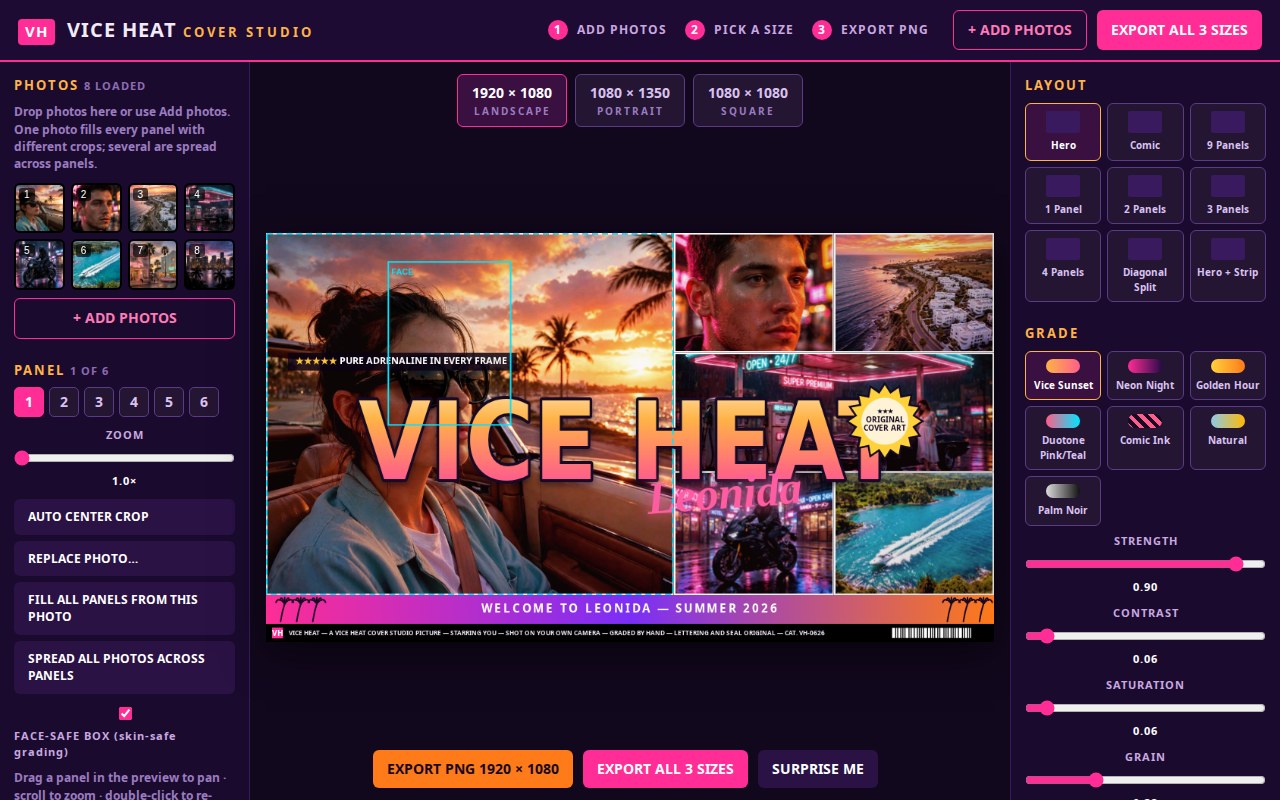 VH VICE HEAT COVER STUDIO
1 ADD PHOTOS 2 PICK A SIZE 3 EXPORT PNG
+ ADD PHOTOS
EXPORT ALL 3 SIZES
PHOTOS 8 LOADED
Drop photos here or use Add photos.
One photo fills every panel with
different crops; several are spread
across panels.
1 2 3 4
5 6 7 8
+ ADD PHOTOS
PANEL 1 OF 6
1 2 3 4 5 6
ZOOM
1.0×
AUTO CENTER CROP
REPLACE PHOTO...
FILL ALL PANELS FROM THIS
PHOTO
SPREAD ALL PHOTOS ACROSS
PANELS
FACE-SAFE BOX (skin-safe
grading)
Drag a panel in the preview to pan ·
scroll to zoom · double-click to re-
1920 × 1080
LANDSCAPE
1080 × 1350
PORTRAIT
1080 × 1080
SQUARE
FACE
★★★★★ PURE ADRENALINE IN EVERY FRAME
OPEN · 24/7
SUPER PREMIUM
VICE HEAT
★★★
ORIGINAL
COVER ART
Leonida
WELCOME TO LEONIDA — SUMMER 2026
VH VICE HEAT — A VICE HEAT COVER STUDIO PICTURE — STARRING YOU — SHOT ON YOUR OWN CAMERA — GRADED BY HAND — LETTERING AND SEAL ORIGINAL — CAT. VH-0626
EXPORT PNG 1920 × 1080
EXPORT ALL 3 SIZES
SURPRISE ME
LAYOUT
Hero
Comic
9 Panels
1 Panel
2 Panels
3 Panels
4 Panels
Diagonal
Split
Hero + Strip
GRADE
Vice Sunset
Neon Night
Golden Hour
Duotone
Pink/Teal
Comic Ink
Natural
Palm Noir
STRENGTH
0.90
CONTRAST
0.06
SATURATION
0.06
GRAIN